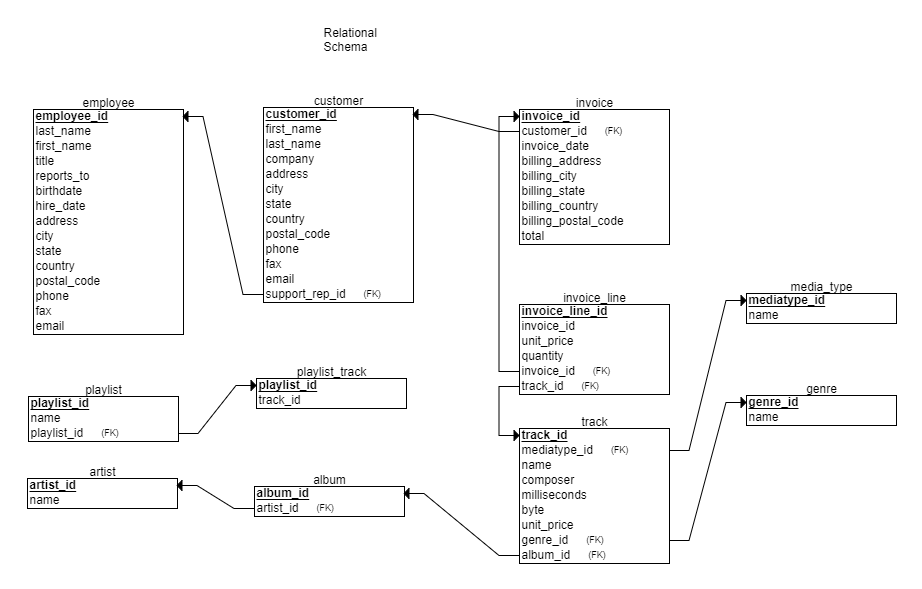 Relational
Schema
employee
employee_id
last_name
first_name
title
reports_to
birthdate
hire_date
address
city
state
country
postal_code
phone
fax
email
customer
customer_id
first_name
last_name
company
address
city
state
country
postal_code
phone
fax
email
support_rep_id (FK)
invoice
invoice_id
customer_id (FK)
invoice_date
billing_address
billing_city
billing_state
billing_country
billing_postal_code
total
invoice_line
invoice_line_id
invoice_id
unit_price
quantity
invoice_id (FK)
track_id (FK)
media_type
mediatype_id
name
playlist
playlist_id
name
playlist_id (FK)
playlist_track
playlist_id
track_id
genre
genre_id
name
track
track_id
mediatype_id (FK)
name
composer
milliseconds
byte
unit_price
genre_id (FK)
album_id (FK)
artist
artist_id
name
album
album_id
artist_id (FK)